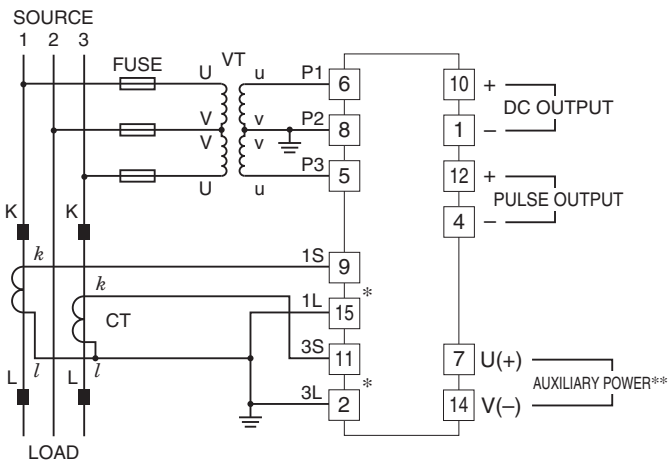 SOURCE
1 2 3
FUSE
VT
U u P1 6
V v P2 8
V v
U u P3 5
10 +
DC OUTPUT
1 −
12 +
PULSE OUTPUT
4 −
K K
k 1S 9
k 1L 15 *
CT
3S 11
L l L l
3L 2 *
7 U(+)
AUXILIARY POWER**
14 V(−)
LOAD